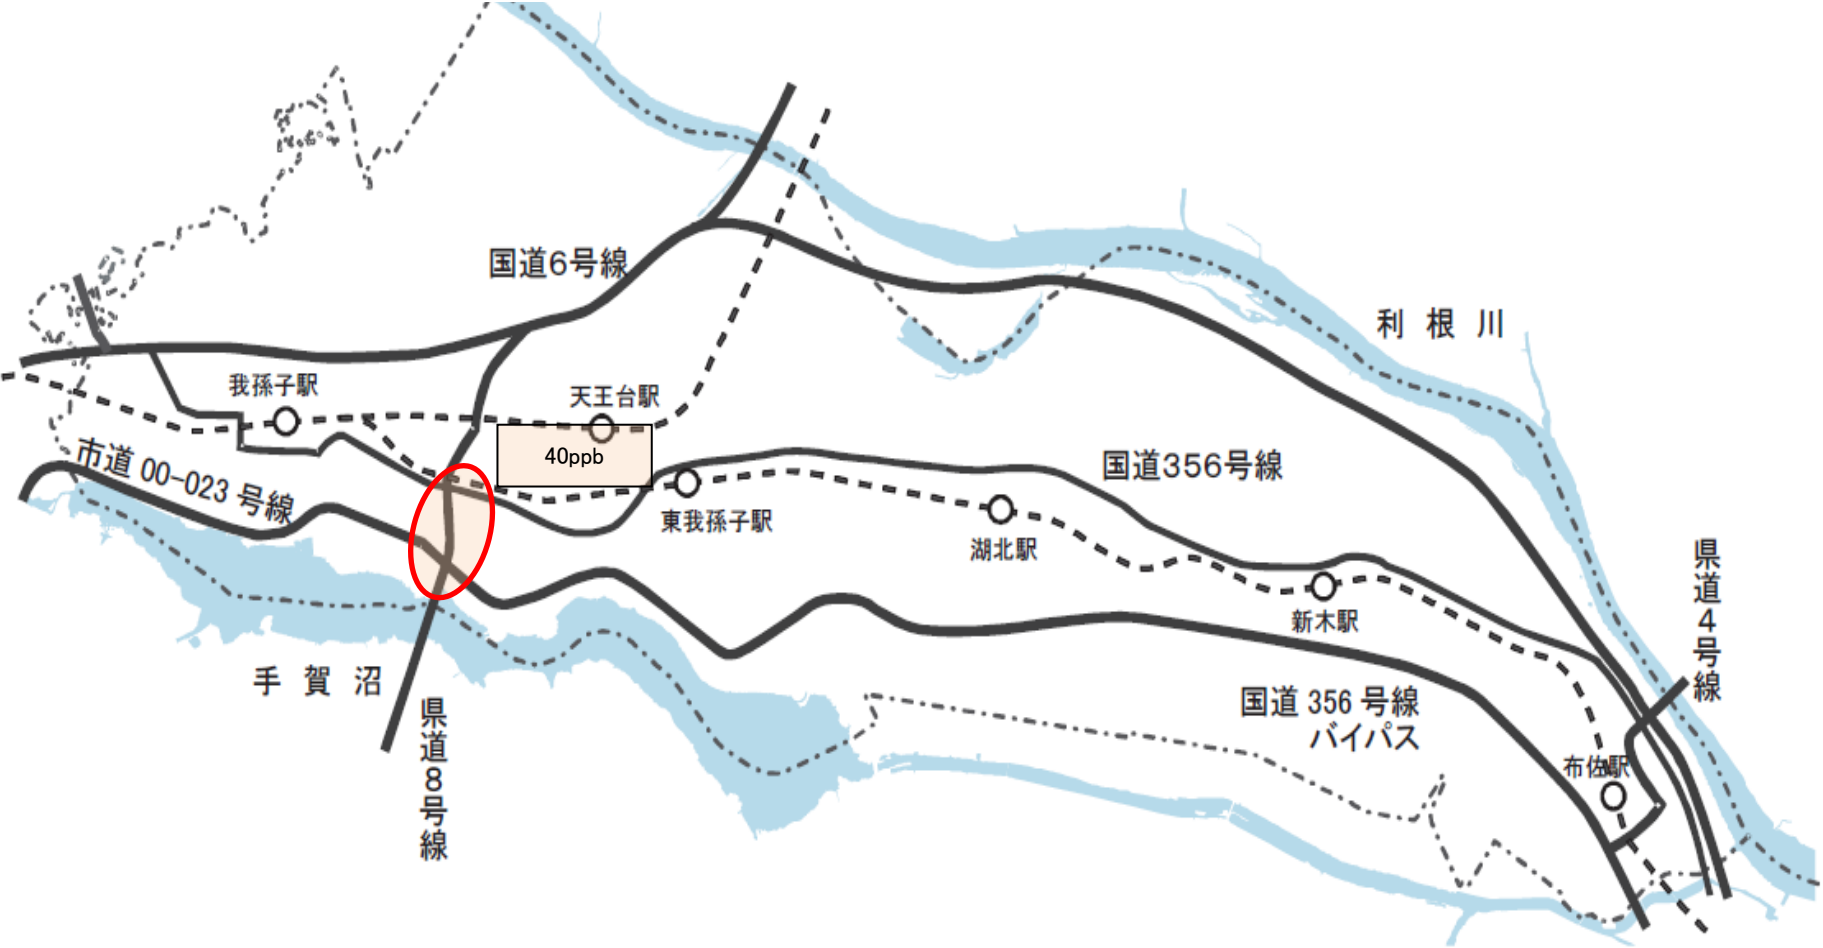 国道6号線
利根川
我孫子駅
天王台駅
40ppb
市道 00-023 号線
国道356号線
東我孫子駅
湖北駅
新木駅
県道4号線
手賀沼
県道8号線
国道 356 号線
バイパス
布佐駅